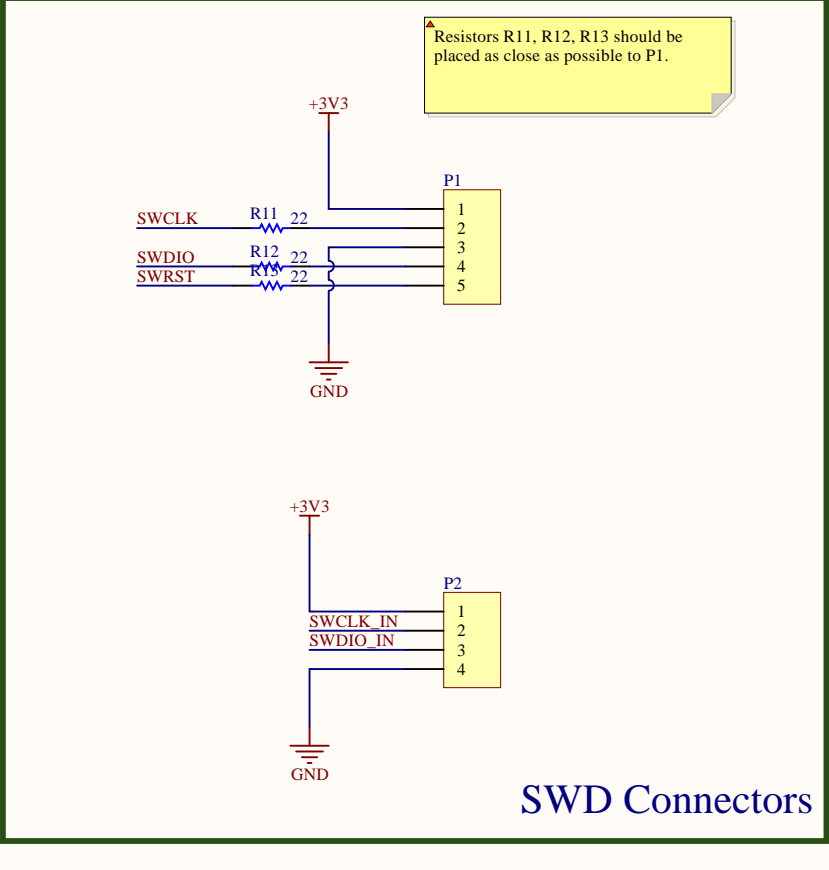 Resistors R11, R12, R13 should be
placed as close as possible to P1.
+3V3
P1
SWCLK R11 22 1
2
3
SWDIO R12 22 4
SWRST R13 22 5
GND
+3V3
P2
1
SWCLK_IN 2
SWDIO_IN 3
4
GND
SWD Connectors